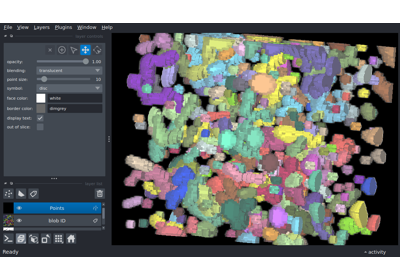 File View Layers Plugins Window Help
opacity: 1.00
blending: translucent
point size: 10
symbol: disc
face color: white
border color: dimgrey
display text: ✓
out of slice:
Points
blob ID
Ready
activity